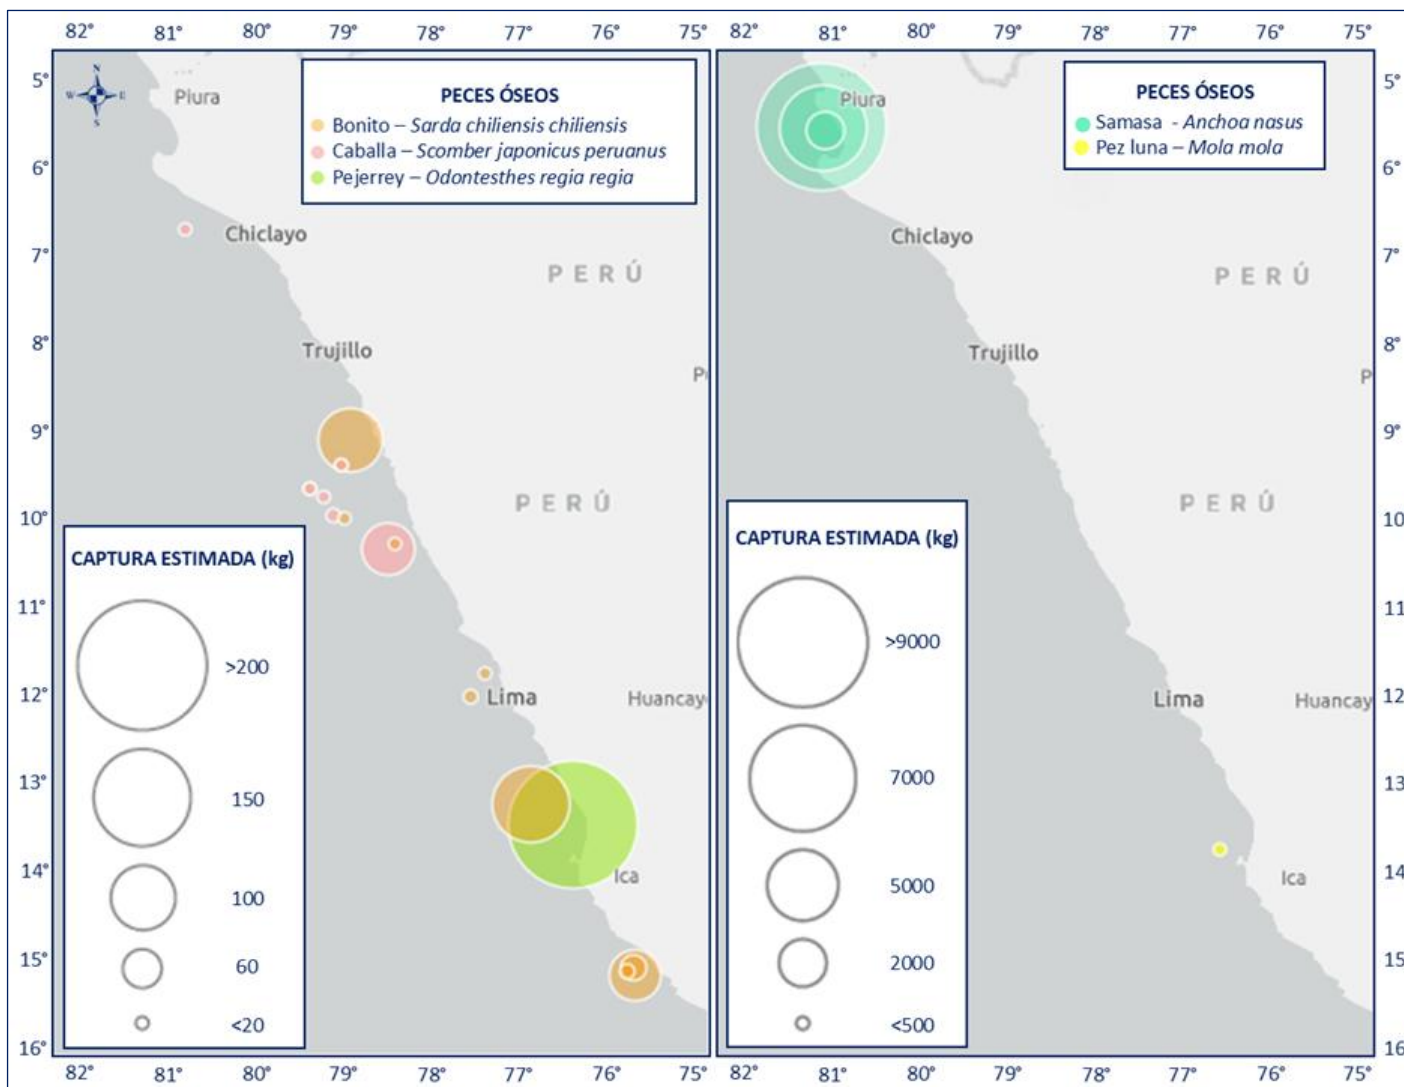 82° 81° 80° 79° 78° 77° 76° 75°
5°
6°
7°
8°
9°
10°
11°
12°
13°
14°
15°
16°
N
W E
S
Piura
PECES ÓSEOS
Bonito – Sarda chiliensis chiliensis
Caballa – Scomber japonicus peruanus
Pejerrey – Odontesthes regia regia
Chiclayo
PERÚ
Trujillo
P
PERÚ
Lima
Huancay
Ica
CAPTURA ESTIMADA (kg)
>200
150
100
60
<20
82° 81° 80° 79° 78° 77° 76° 75°
82° 81° 80° 79° 78° 77° 76° 75°
Piura
PECES ÓSEOS
Samasa - Anchoa nasus
Pez luna – Mola mola
Chiclayo
PERÚ
Trujillo
P
PERÚ
Lima
Huancay
Ica
CAPTURA ESTIMADA (kg)
>9000
7000
5000
2000
<500
5°
6°
7°
8°
9°
10
11
12
13
14
15
16
82° 81° 80° 79° 78° 77° 76° 75°